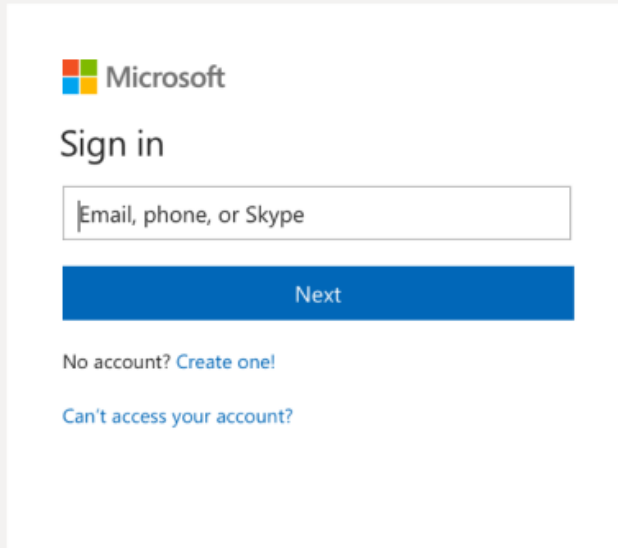 Microsoft
Sign in
Email, phone, or Skype
Next
No account? Create one!
Can't access your account?